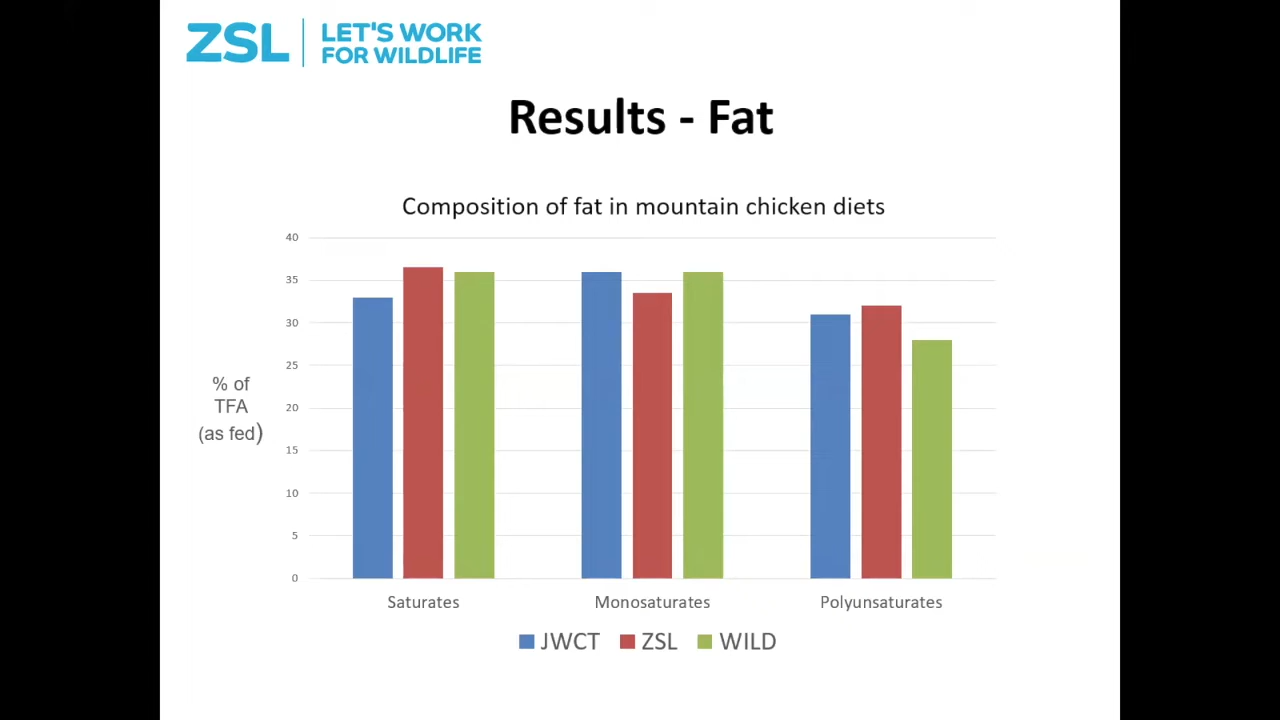 ZSL
LET'S WORK
FOR WILDLIFE
Results - Fat
Composition of fat in mountain chicken diets
40
35
30
25
20
15
10
5
0
% of
TFA
(as fed)
Saturates Monosaturates Polyunsaturates
JWCT ZSL WILD